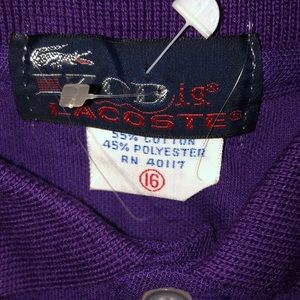 IZOD j.g.®
LACOSTE®
55% COTTON
45% POLYESTER
RN 40117
16